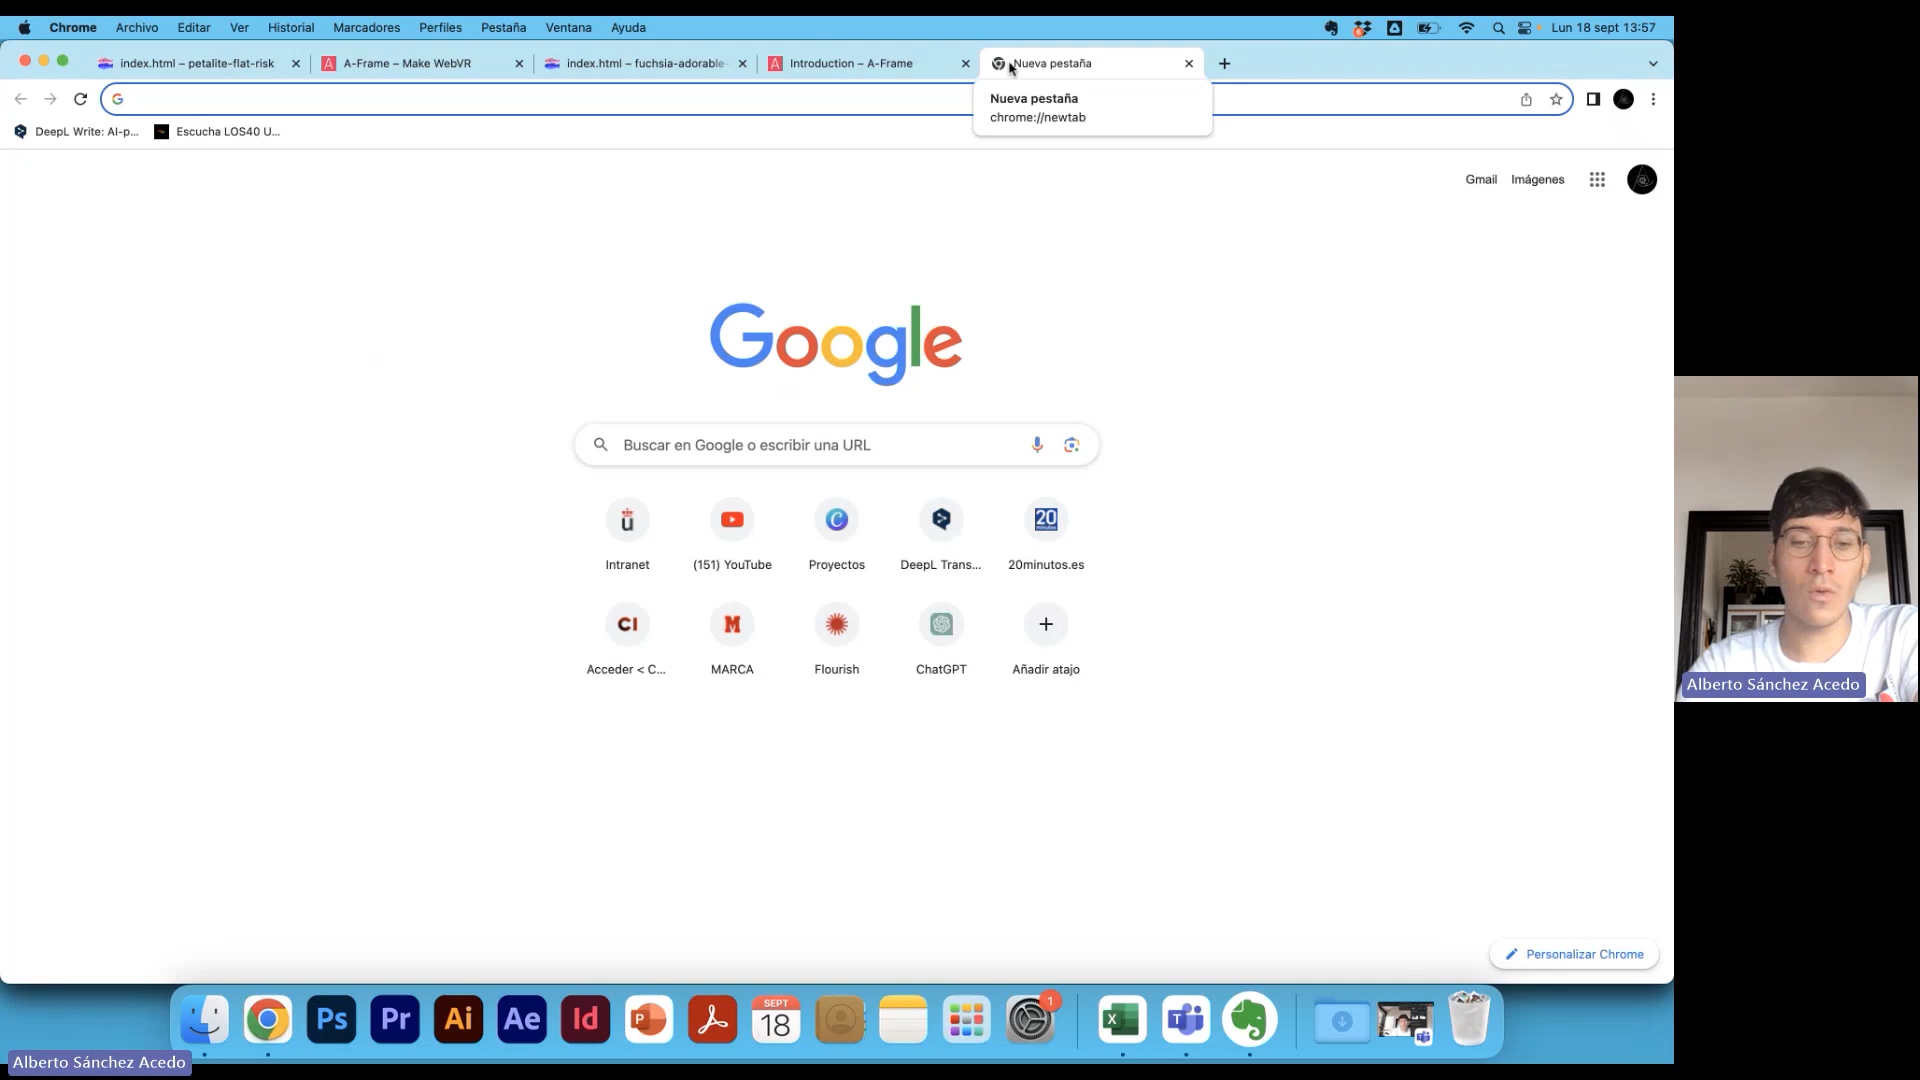 Chrome Archivo Editar Ver Historial Marcadores Perfiles Pestaña Ventana Ayuda
Lun 18 sept 13:57
index.html – petalite-flat-risk
A-Frame – Make WebVR
index.html – fuchsia-adorable-
Introduction – A-Frame
Nueva pestaña
Nueva pestaña
chrome://newtab
DeepL Write: AI-p...
Escucha LOS40 U...
Gmail Imágenes
Google
Buscar en Google o escribir una URL
20
minutos
Intranet
(151) YouTube
Proyectos
DeepL Trans...
20minutos.es
CI
M
Acceder < C...
MARCA
Flourish
ChatGPT
Añadir atajo
Alberto Sánchez Acedo
Personalizar Chrome
Ps
Pr
Ai
Ae
Id
P
SEPT
18
1
X
T
Alberto Sánchez Acedo